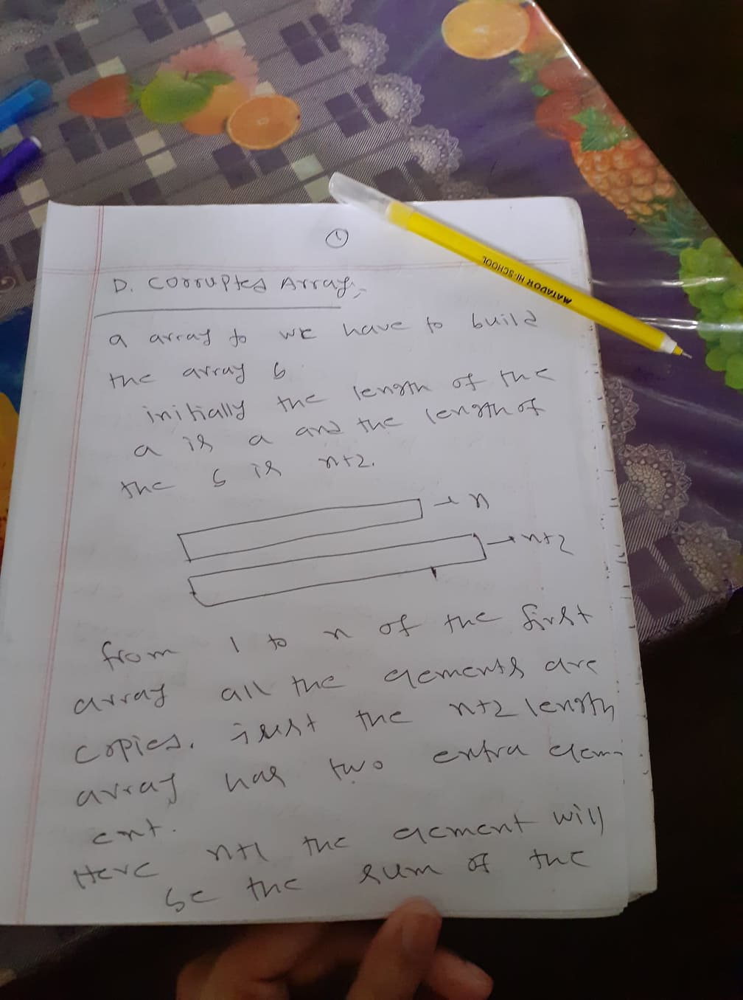 1
D. Corrupted Array,
MATADOR HI-SCHOOL
a array to we have to build
the array b
initially the length of the
a is a and the length of
the b is n+2.
→ n
→ n+2
from 1 to n of the first
array all the elements are
copies. just the n+2 length
array has two extra elem-
ent.
Here n+1 the element will
be the sum of the